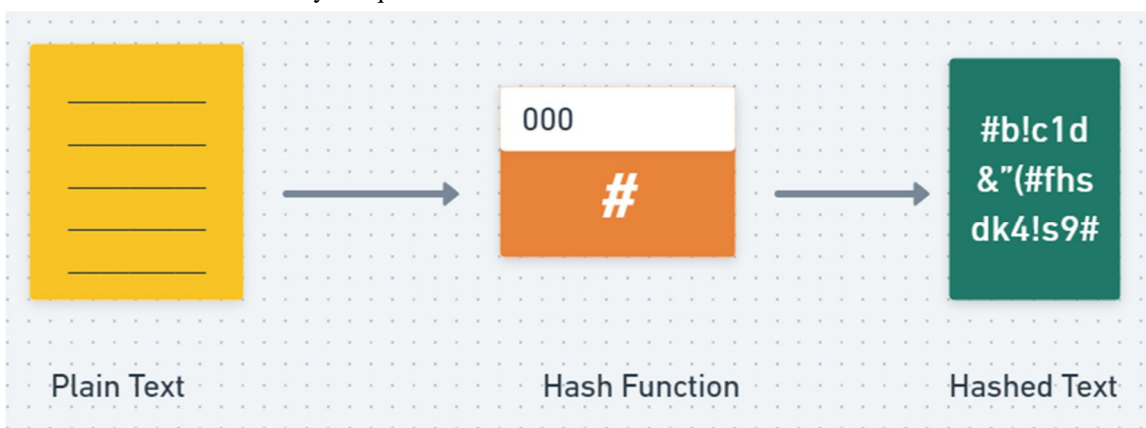 000
#
#b!c1d
&”(#fhs
dk4!s9#
Plain Text
Hash Function
Hashed Text